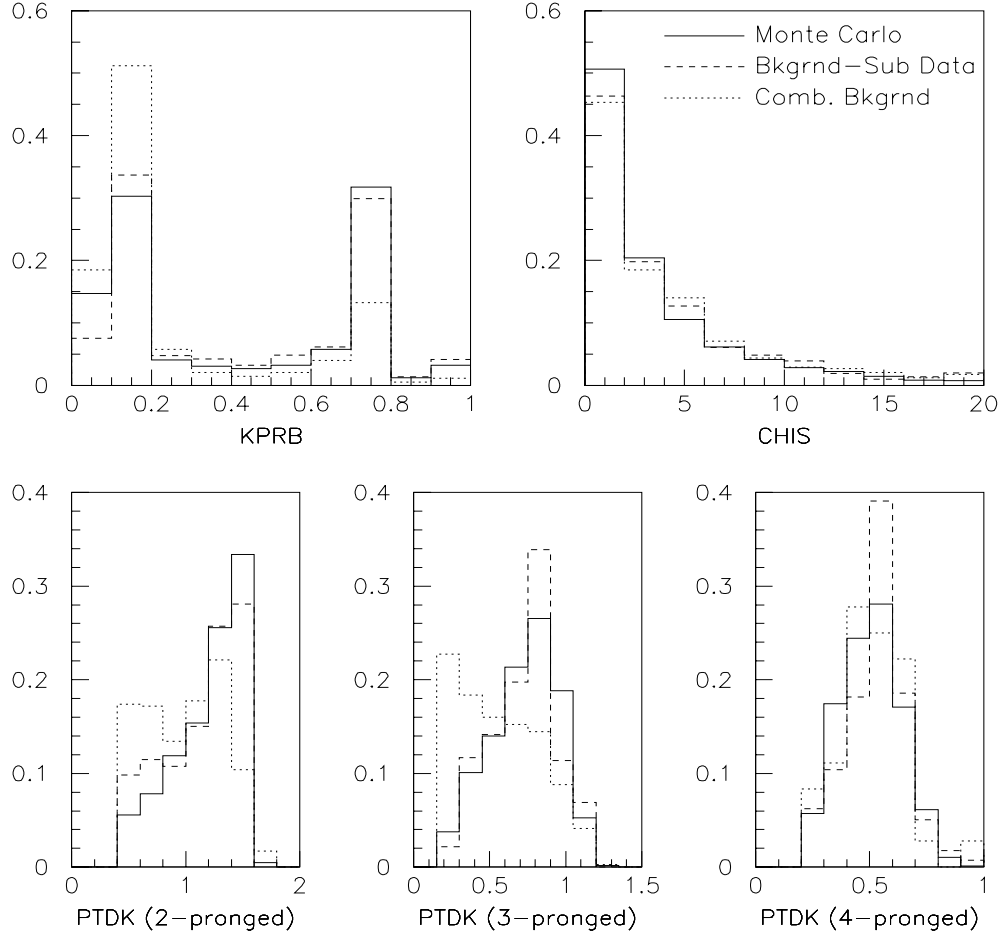 0.6
0.4
0.2
0
0 0.2 0.4 0.6 0.8 1
KPRB
0.6
0.4
0.2
0
0 5 10 15 20
CHIS
Monte Carlo
Bkgrnd-Sub Data
Comb. Bkgrnd
0.4
0.3
0.2
0.1
0
0 1 2
PTDK (2-pronged)
0.4
0.3
0.2
0.1
0
0 0.5 1 1.5
PTDK (3-pronged)
0.4
0.3
0.2
0.1
0
0 0.5 1
PTDK (4-pronged)